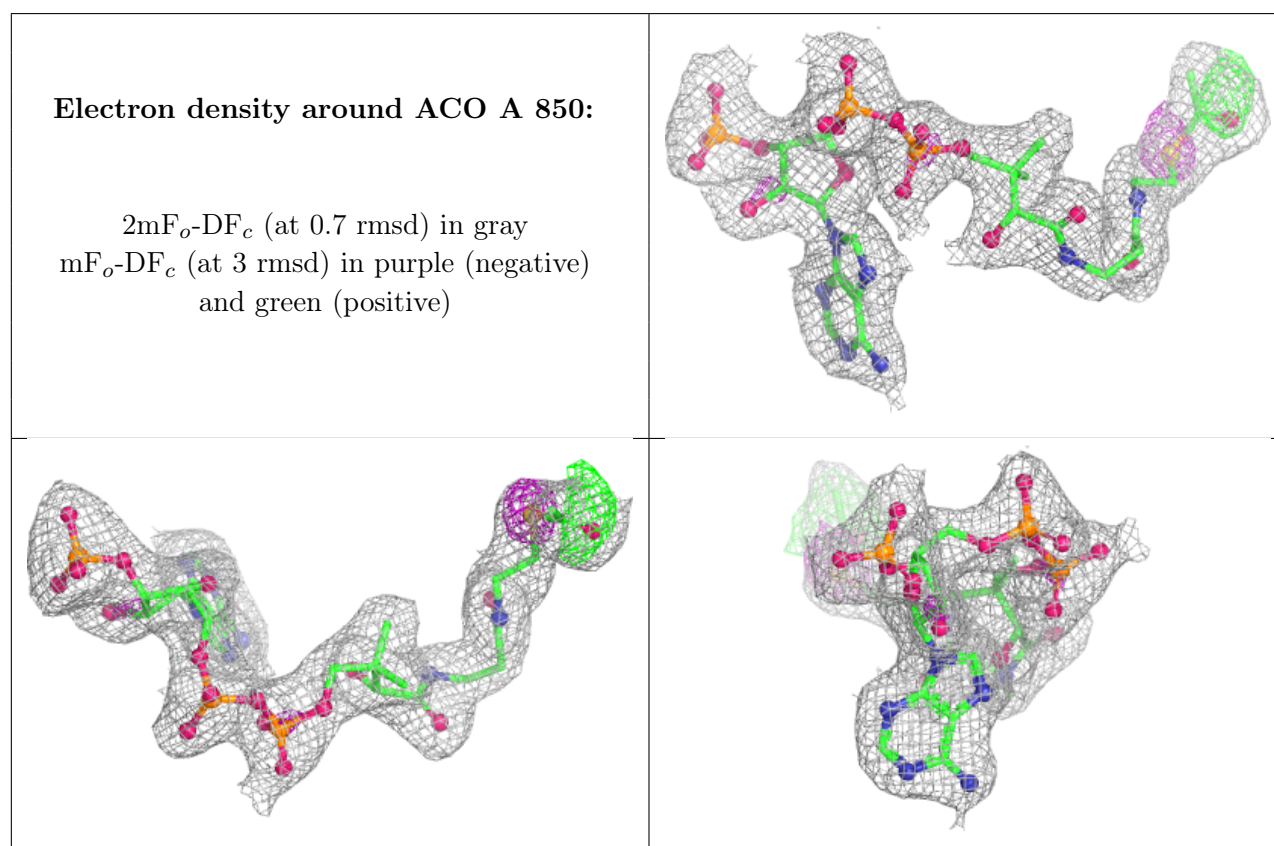 Electron density around ACO A 850:
2mFo-DFc (at 0.7 rmsd) in gray
mFo-DFc (at 3 rmsd) in purple (negative)
and green (positive)